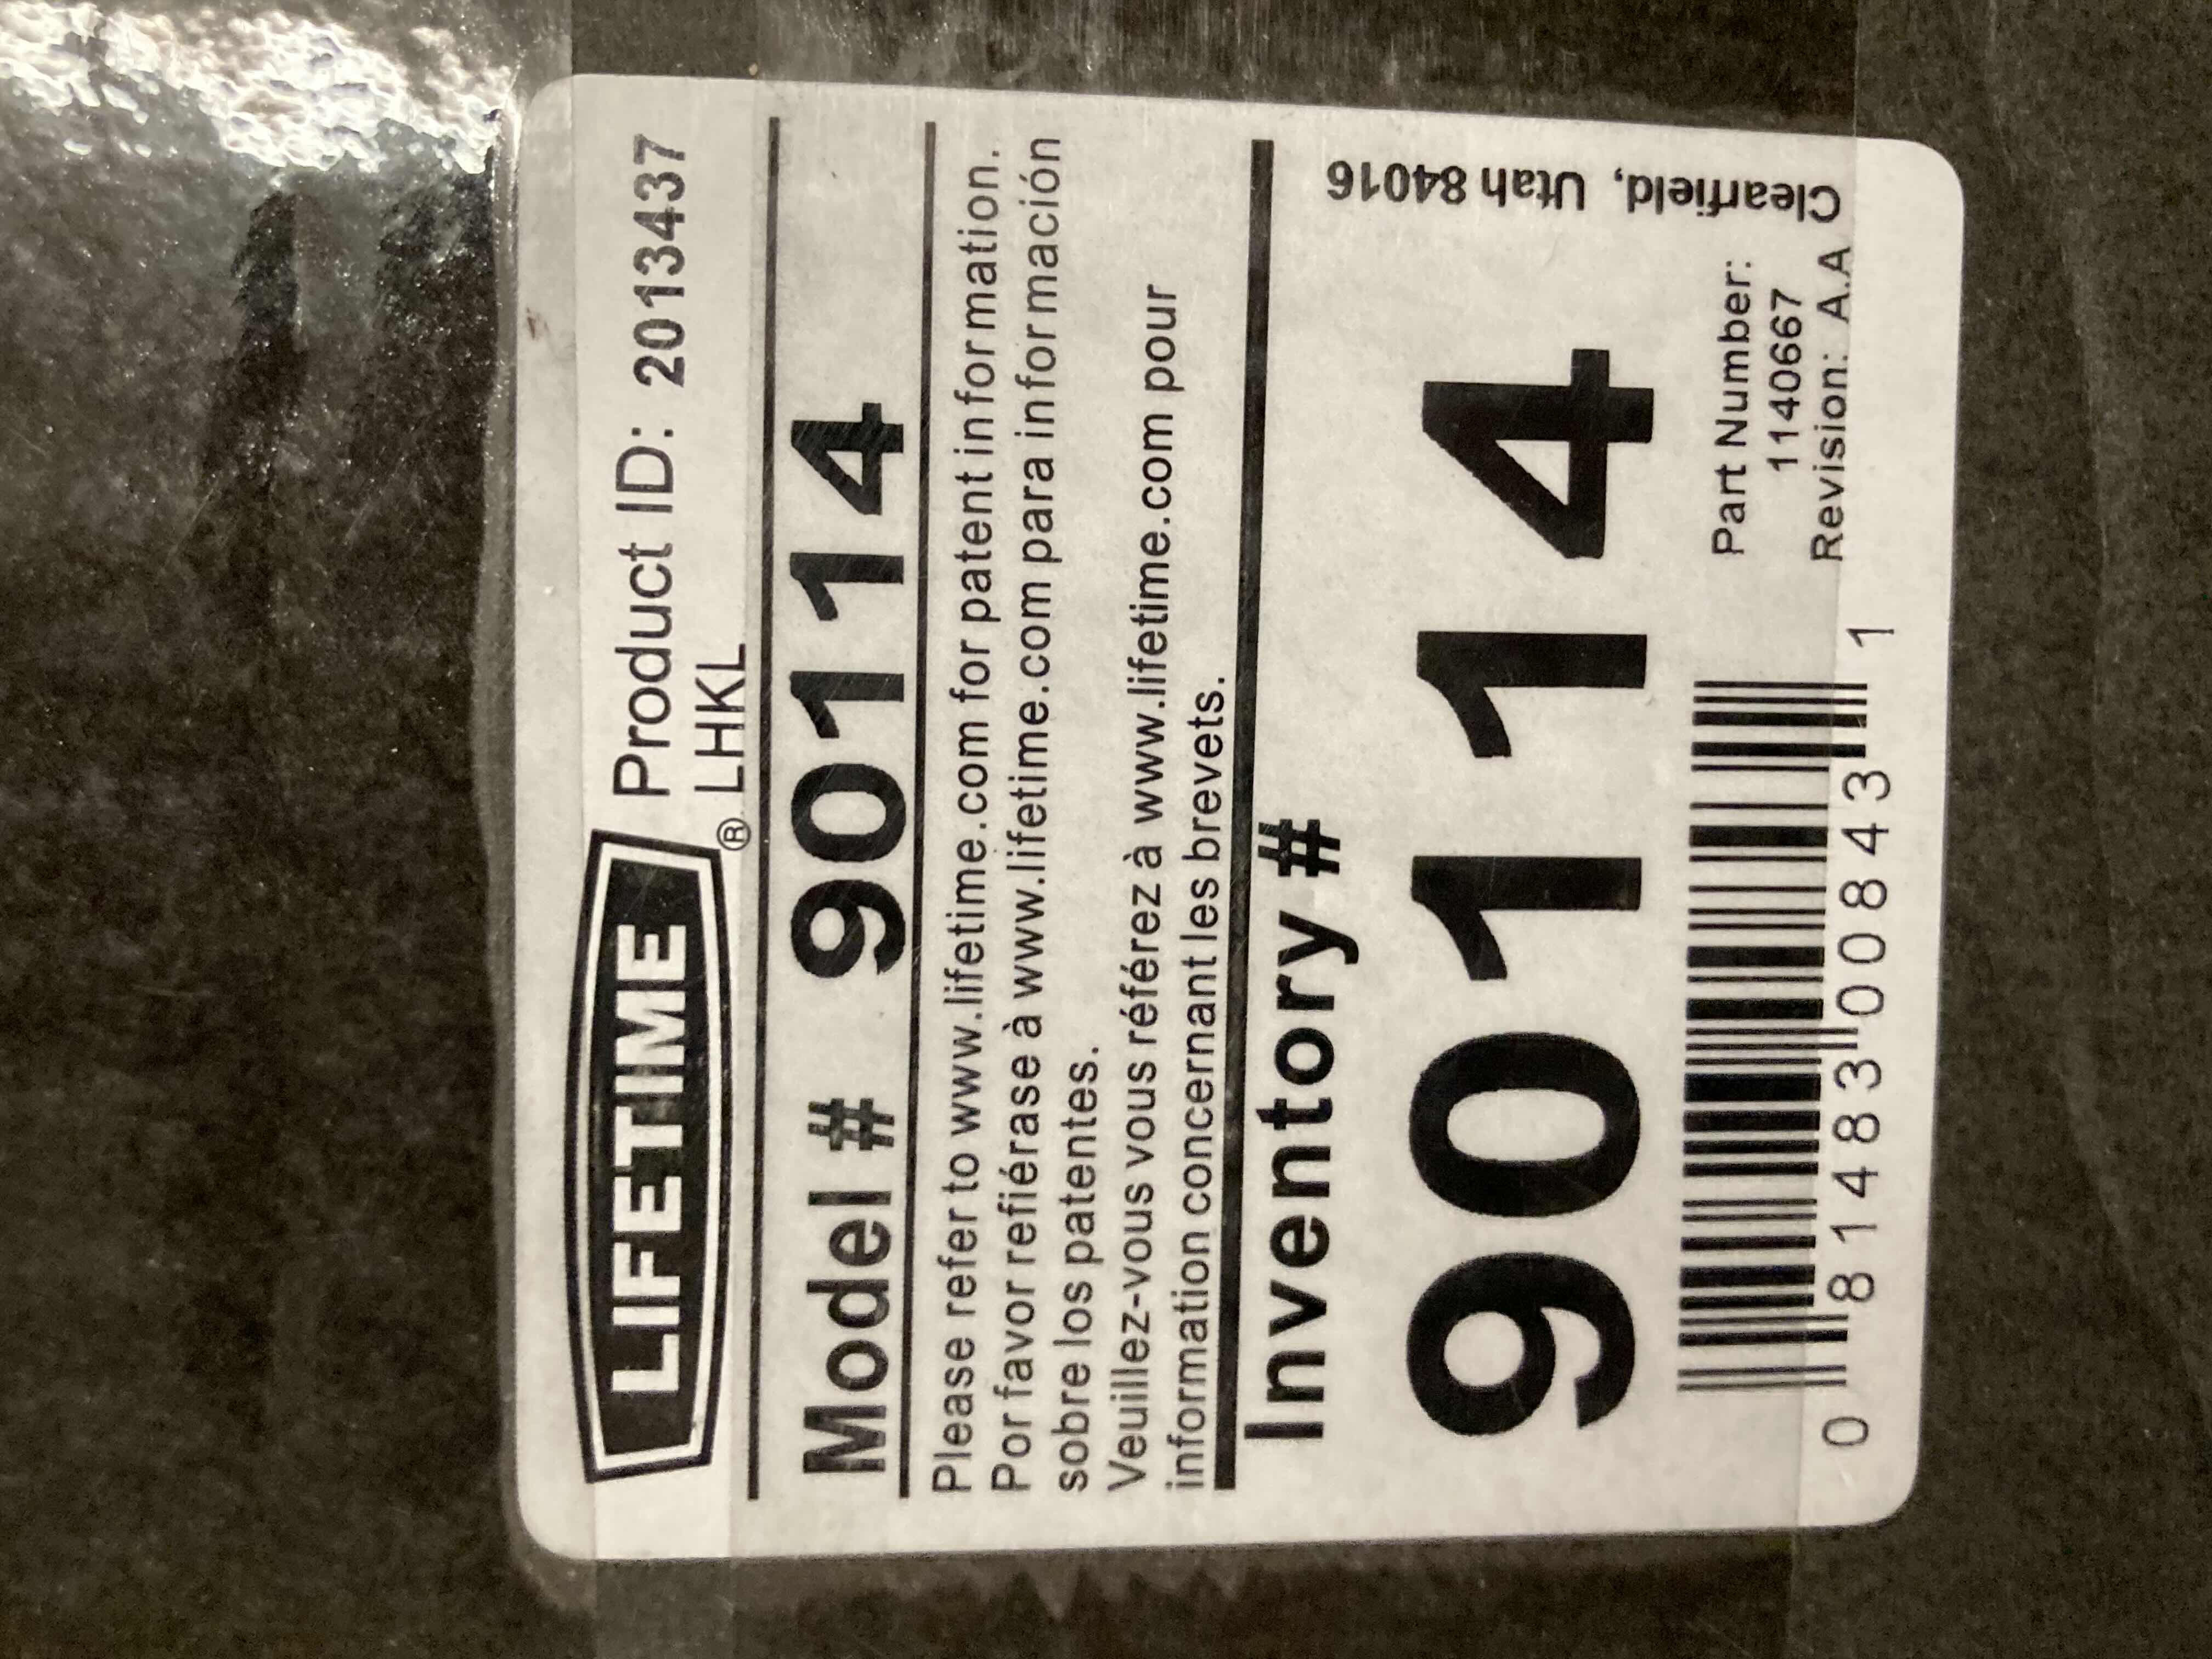 LIFETIME® Product ID: 2013437
LHKL
Model # 90114
Please refer to www.lifetime.com for patent information.
Por favor refiérase à www.lifetime.com para información
sobre los patentes.
Veuillez-vous vous référez à www.lifetime.com pour
information concernant les brevets.
Inventory #
90114
Part Number:
1140667
Revision: A.A
0 81483 00843 1
Clearfield, Utah 84016